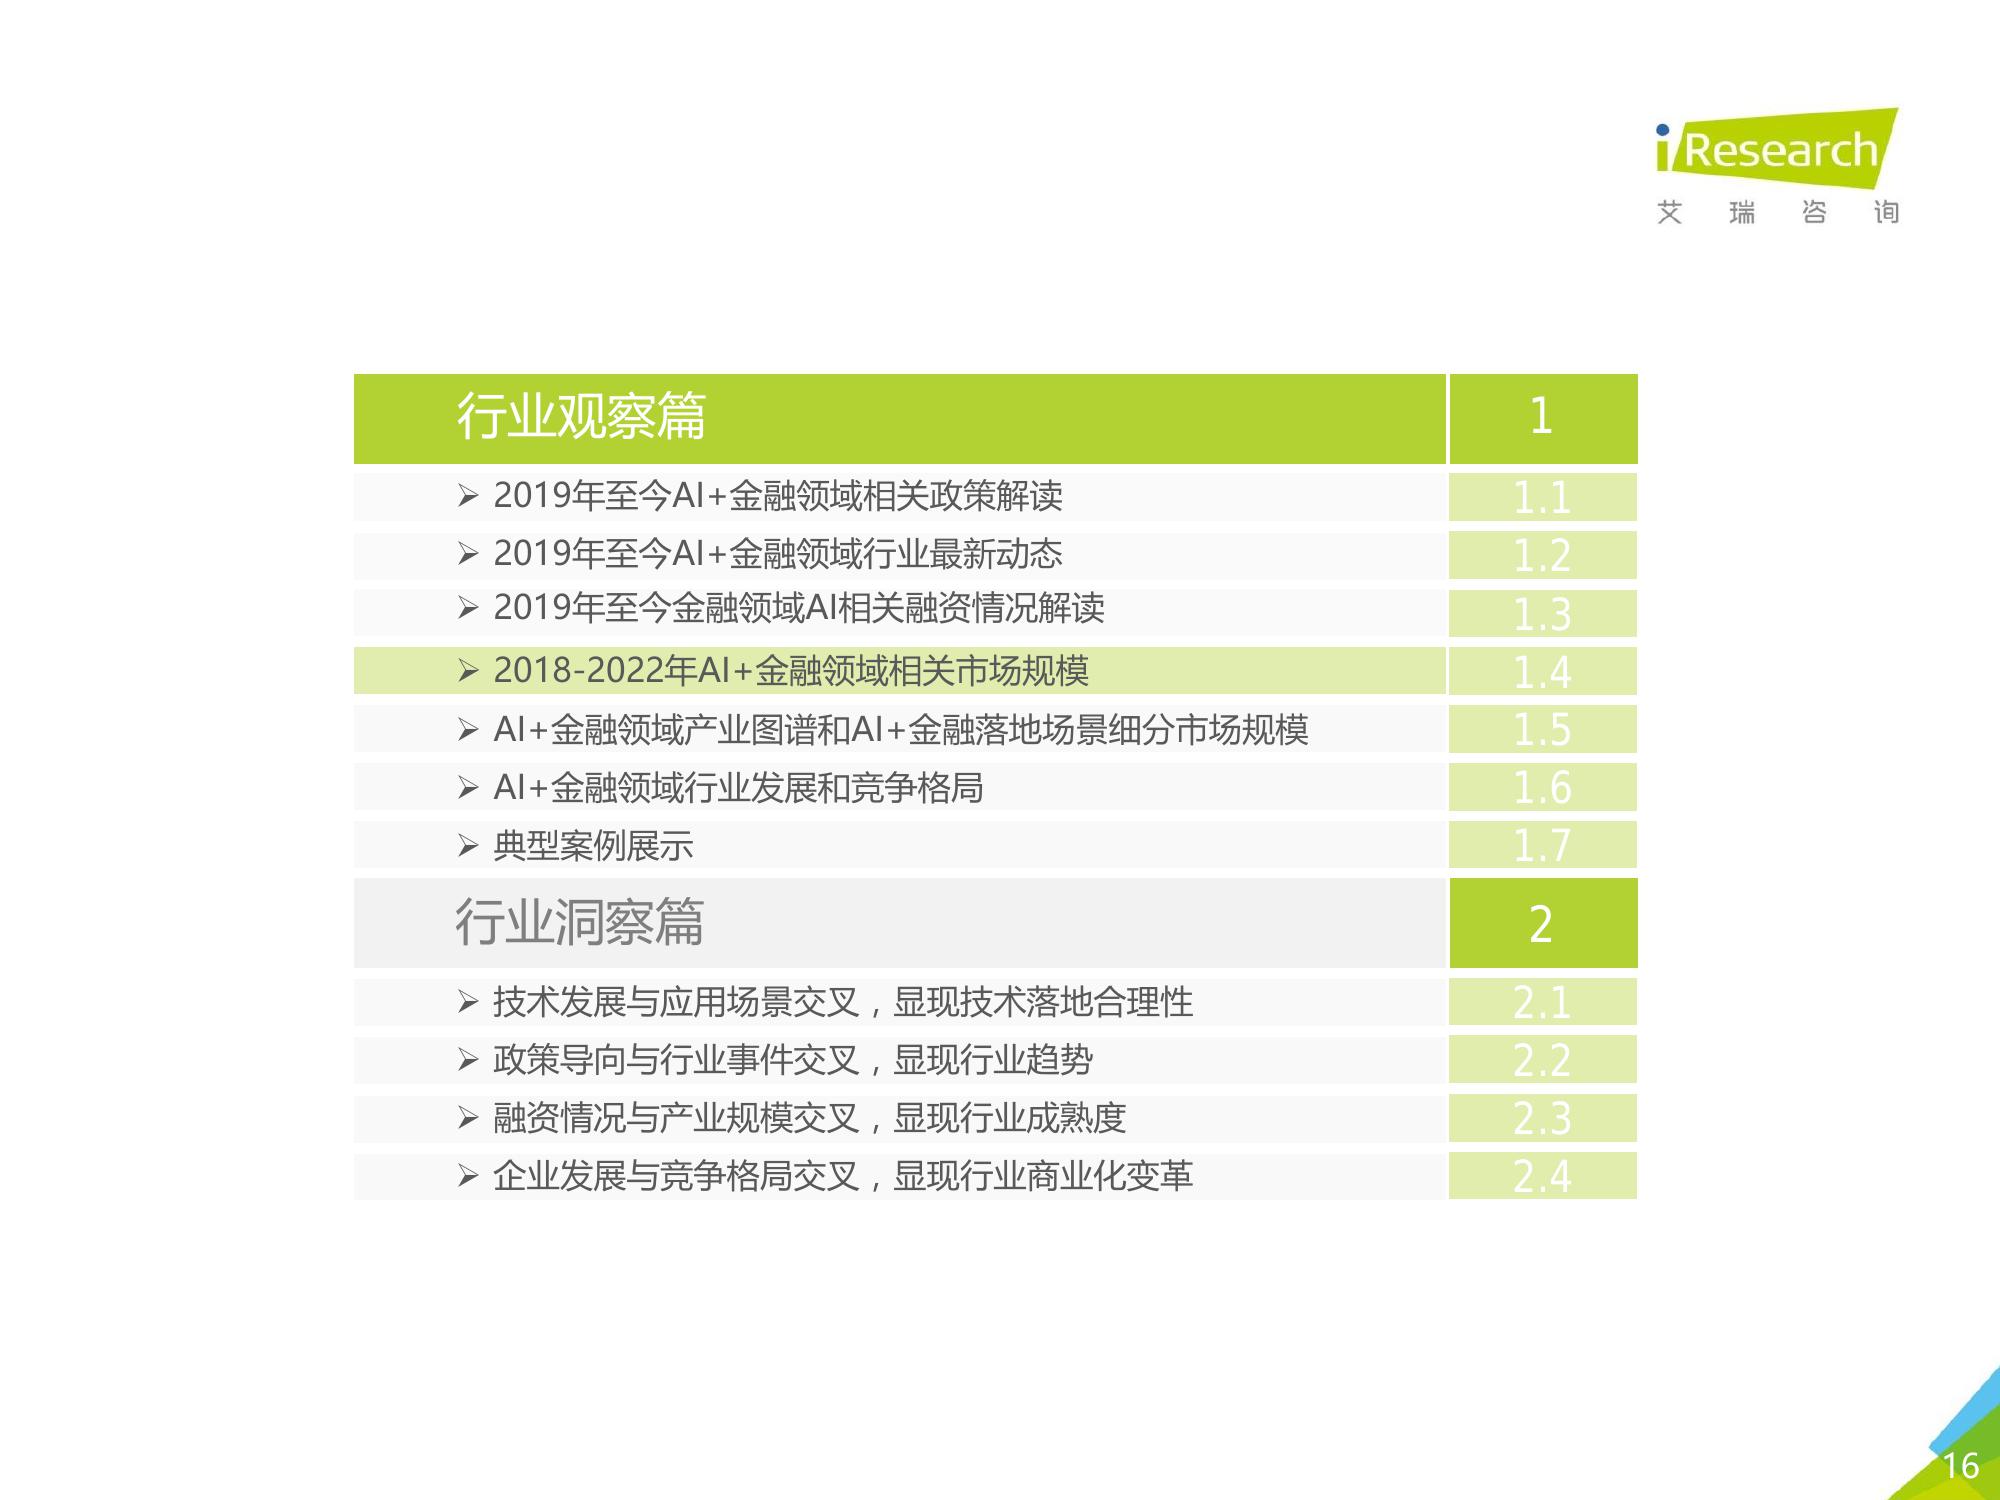 iResearch
艾瑞咨询
行业观察篇 1
➢ 2019年至今AI+金融领域相关政策解读 1.1
➢ 2019年至今AI+金融领域行业最新动态 1.2
➢ 2019年至今金融领域AI相关融资情况解读 1.3
➢ 2018-2022年AI+金融领域相关市场规模 1.4
➢ AI+金融领域产业图谱和AI+金融落地场景细分市场规模 1.5
➢ AI+金融领域行业发展和竞争格局 1.6
➢ 典型案例展示 1.7
行业洞察篇 2
➢ 技术发展与应用场景交叉，显现技术落地合理性 2.1
➢ 政策导向与行业事件交叉，显现行业趋势 2.2
➢ 融资情况与产业规模交叉，显现行业成熟度 2.3
➢ 企业发展与竞争格局交叉，显现行业商业化变革 2.4
16